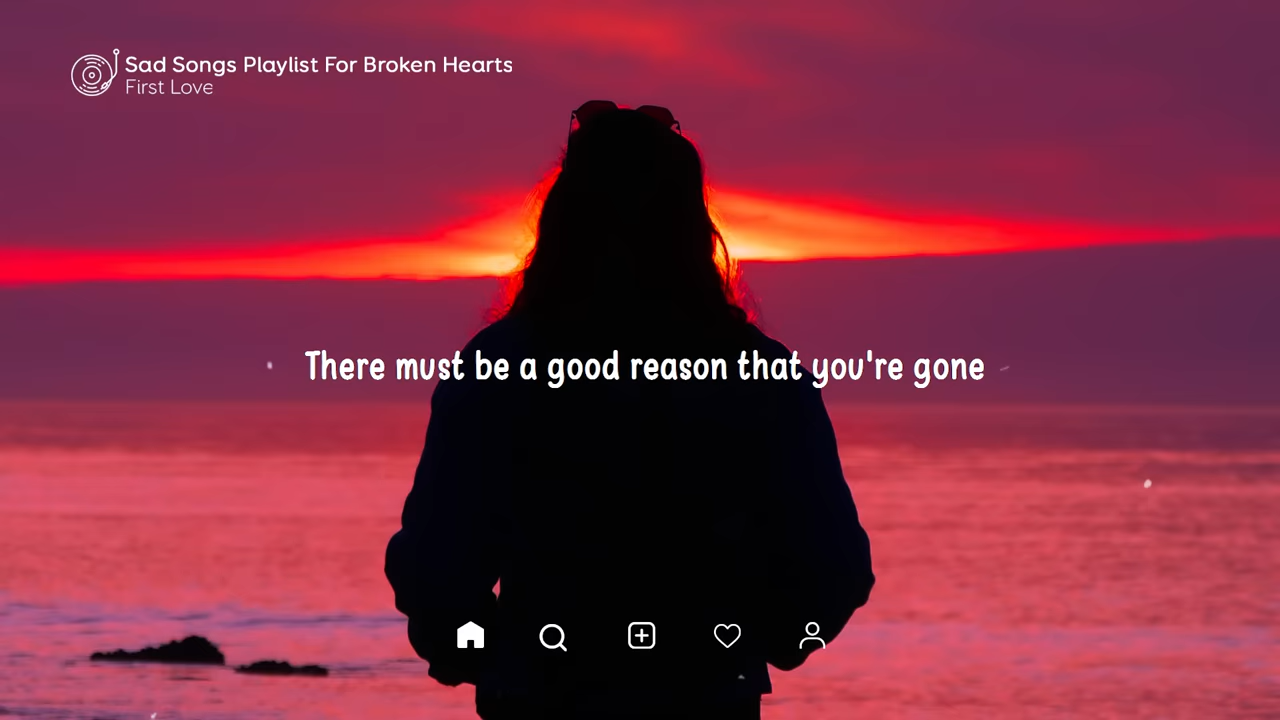 Sad Songs Playlist For Broken Hearts
First Love
There must be a good reason that you're gone